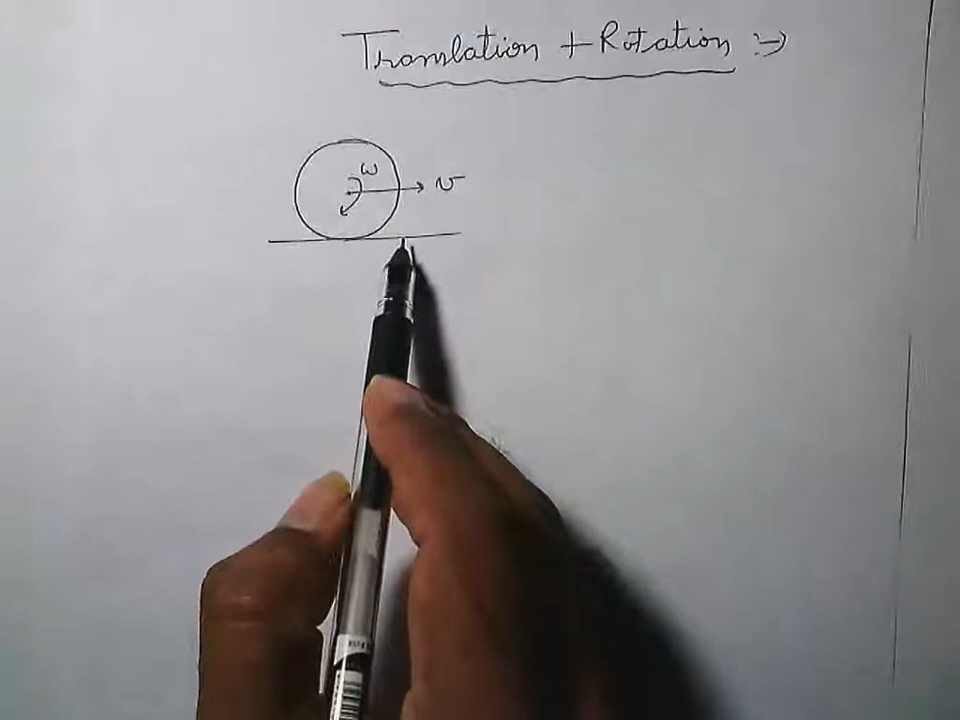 Translation + Rotation :->
ω
v